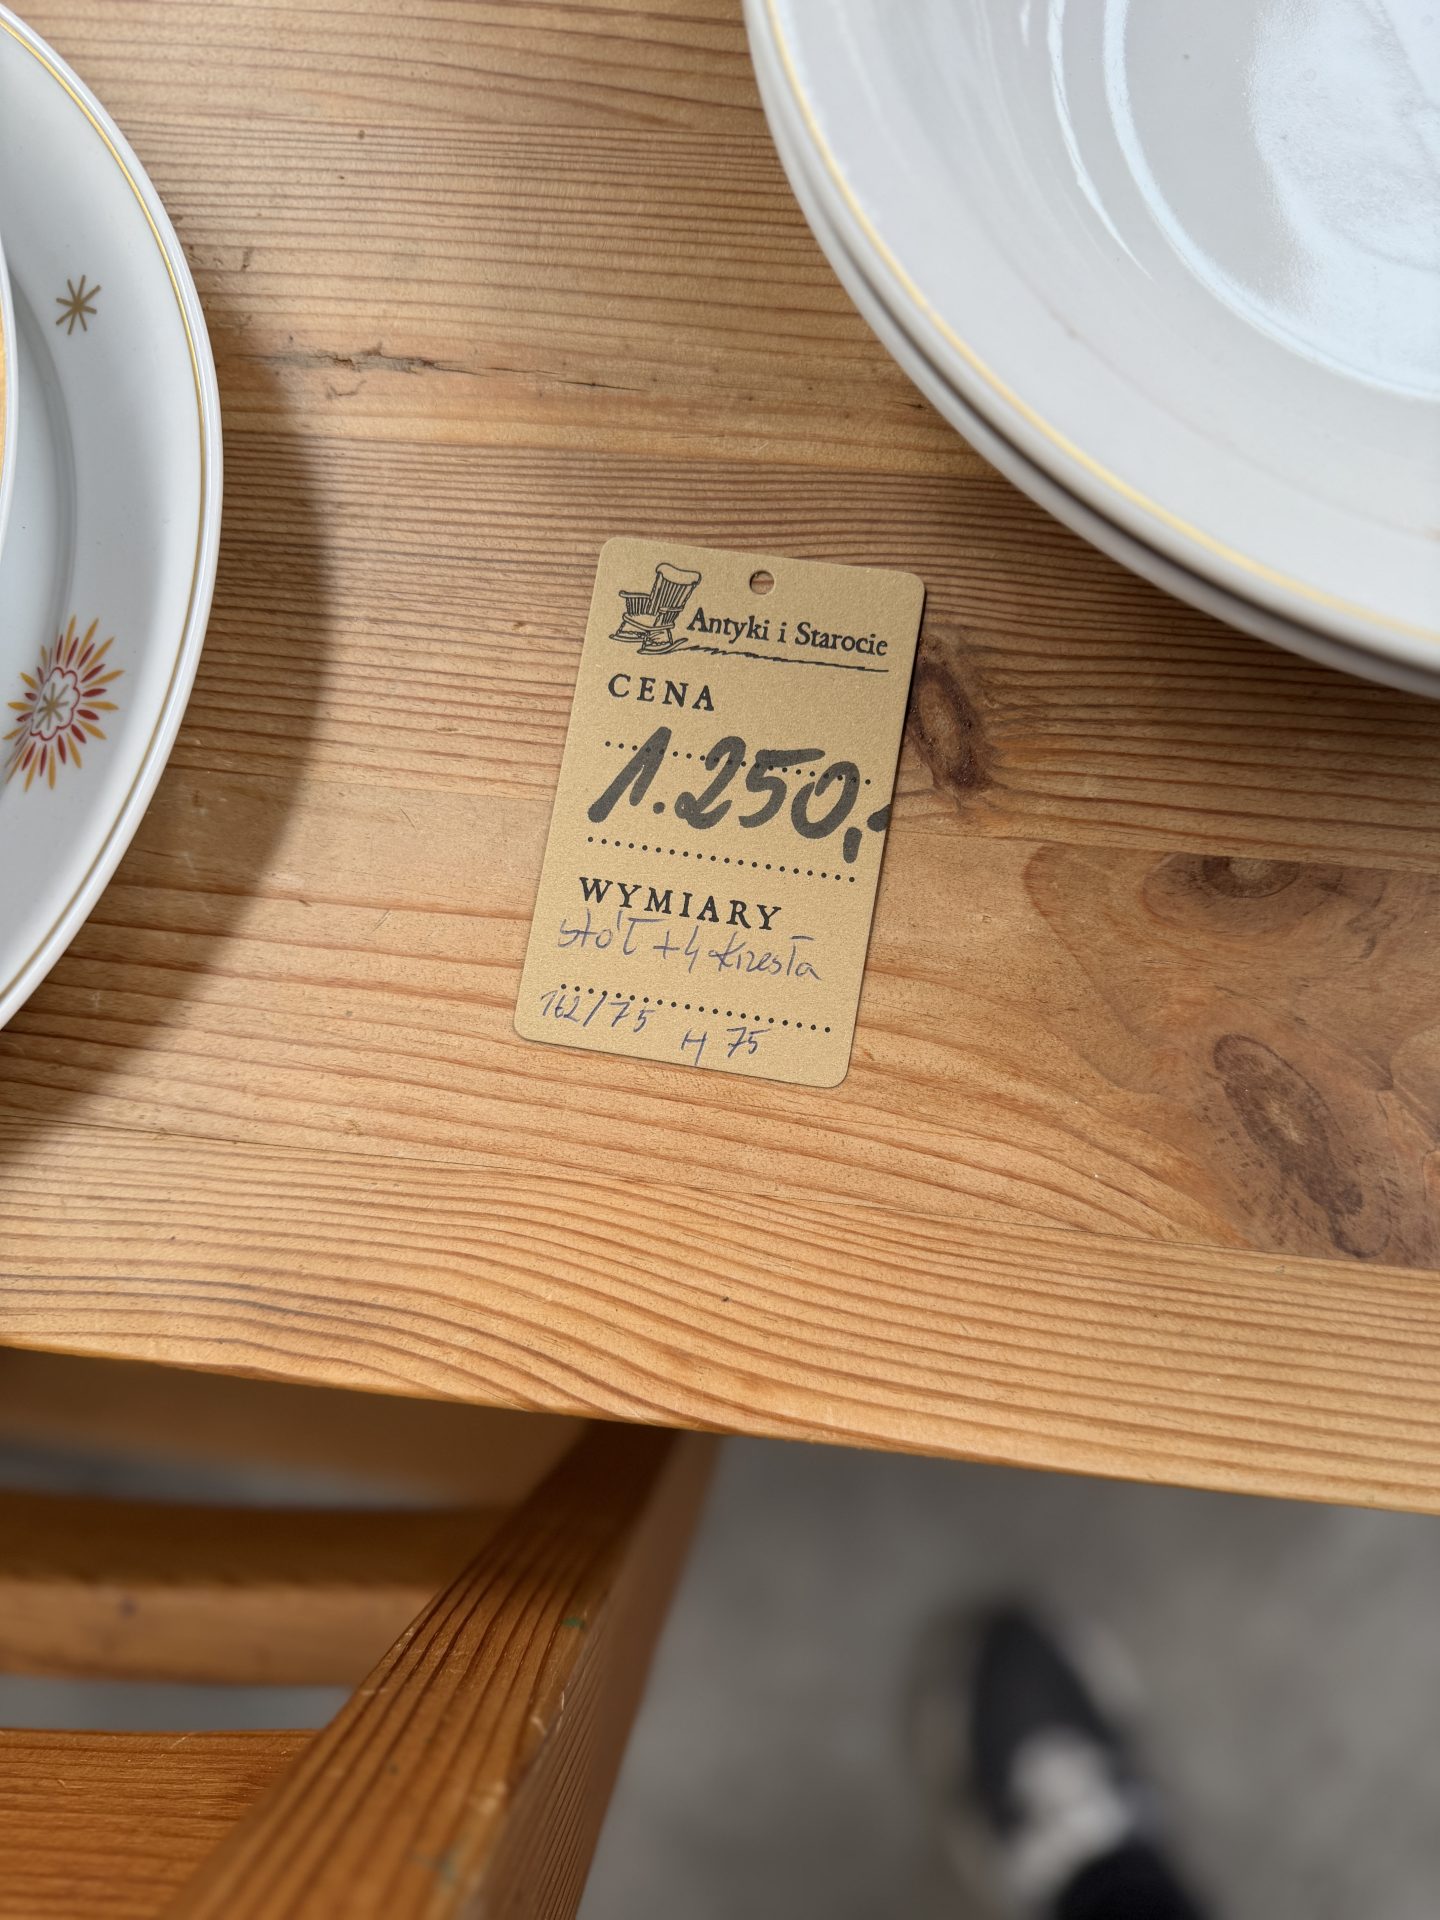 Antyki i Starocie
CENA
1.250,-
WYMIARY
stół + 4 krzesła
162/75 H 75